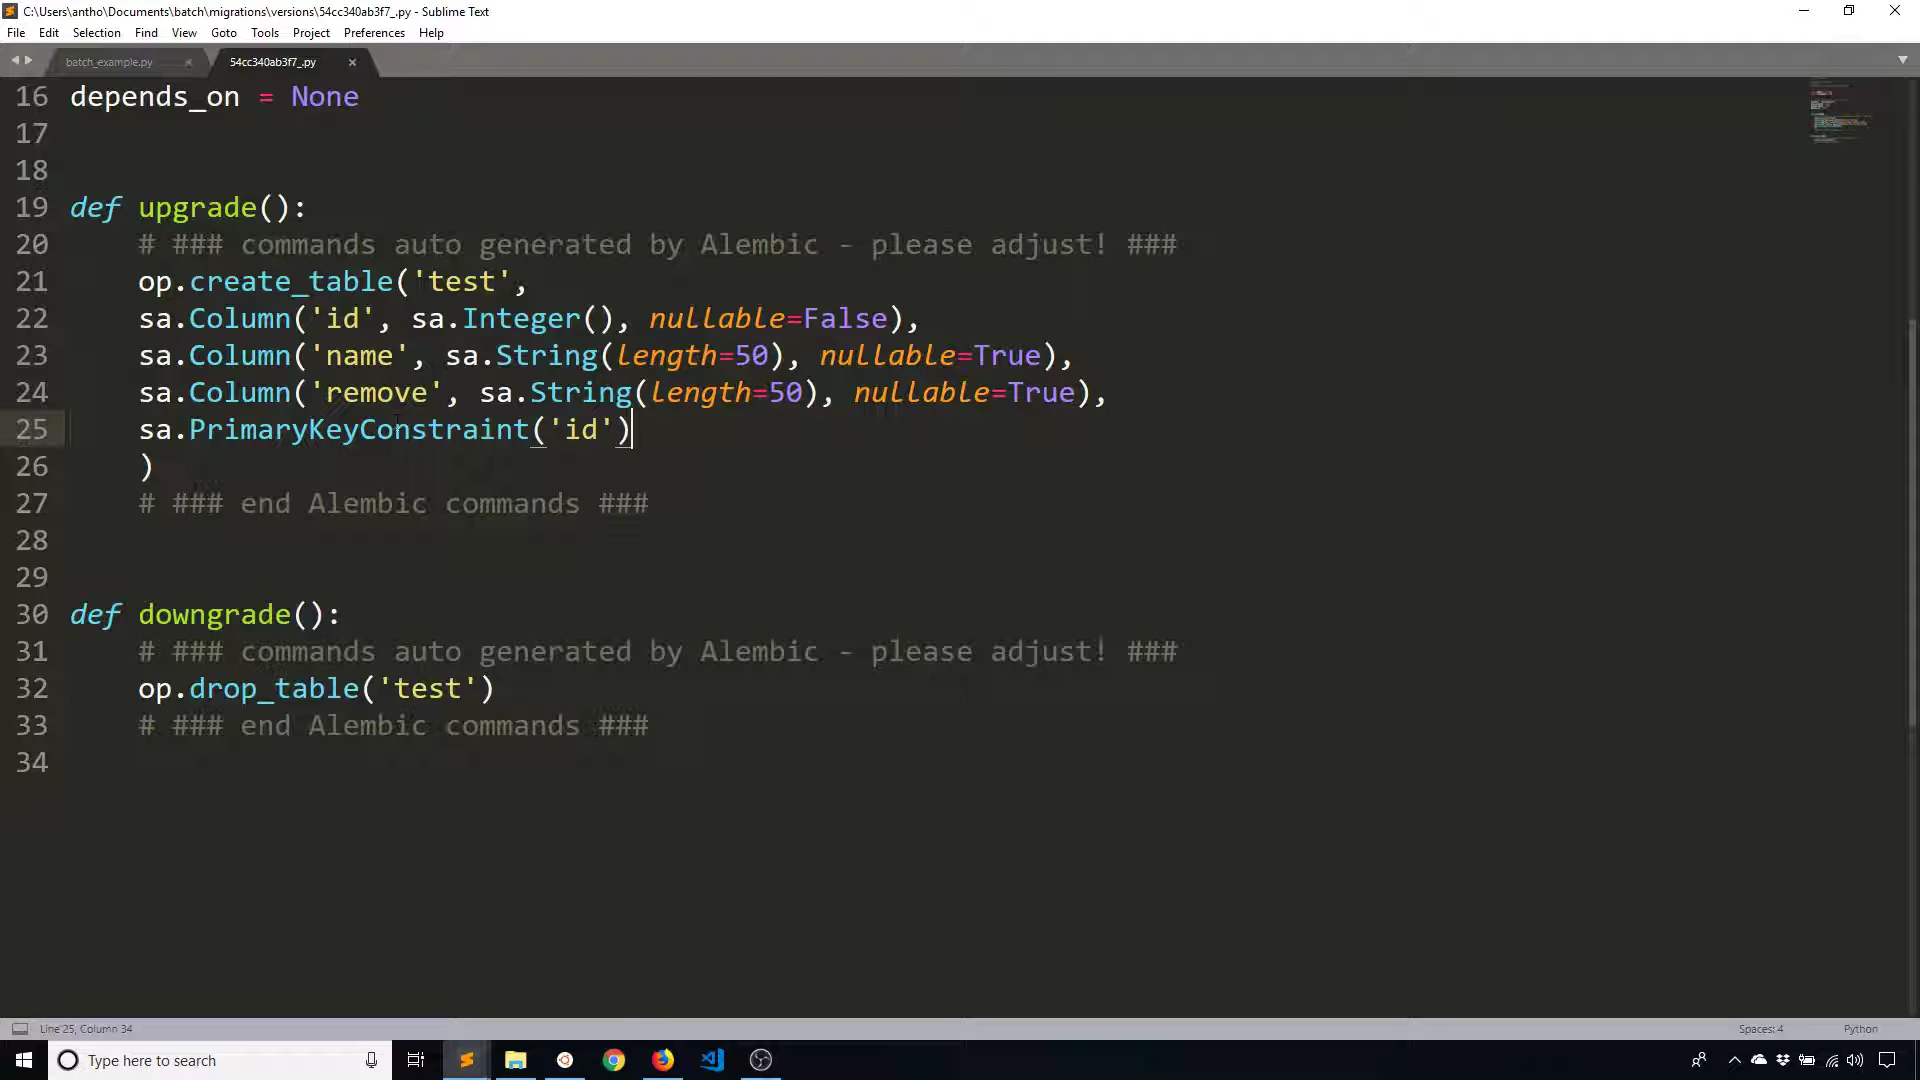 C:\Users\antho\Documents\batch\migrations\versions\54cc340ab3f7_.py - Sublime Text
File Edit Selection Find View Goto Tools Project Preferences Help
batch_example.py × 54cc340ab3f7_.py ×
16 depends_on = None
17
18
19 def upgrade():
20 # ### commands auto generated by Alembic - please adjust! ###
21 op.create_table('test',
22 sa.Column('id', sa.Integer(), nullable=False),
23 sa.Column('name', sa.String(length=50), nullable=True),
24 sa.Column('remove', sa.String(length=50), nullable=True),
25 sa.PrimaryKeyConstraint('id')
26 )
27 # ### end Alembic commands ###
28
29
30 def downgrade():
31 # ### commands auto generated by Alembic - please adjust! ###
32 op.drop_table('test')
33 # ### end Alembic commands ###
34
Line 25, Column 34 Spaces: 4 Python
Type here to search